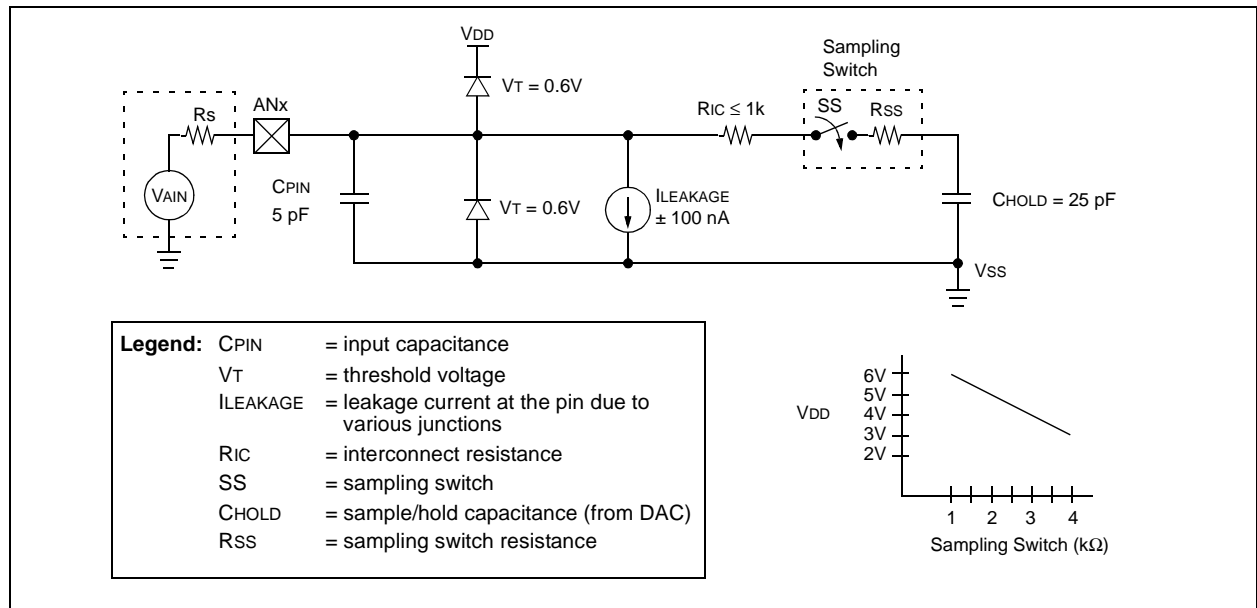 VDD
Sampling
Switch
VT = 0.6V
RIC ≤ 1k
SS
RSS
ANx
Rs
VAIN
CPIN
5 pF
VT = 0.6V
ILEAKAGE
± 100 nA
CHOLD = 25 pF
VSS
Legend: CPIN = input capacitance
VT = threshold voltage
ILEAKAGE = leakage current at the pin due to
various junctions
RIC = interconnect resistance
SS = sampling switch
CHOLD = sample/hold capacitance (from DAC)
RSS = sampling switch resistance
VDD
6V
5V
4V
3V
2V
1 2 3 4
Sampling Switch (kΩ)